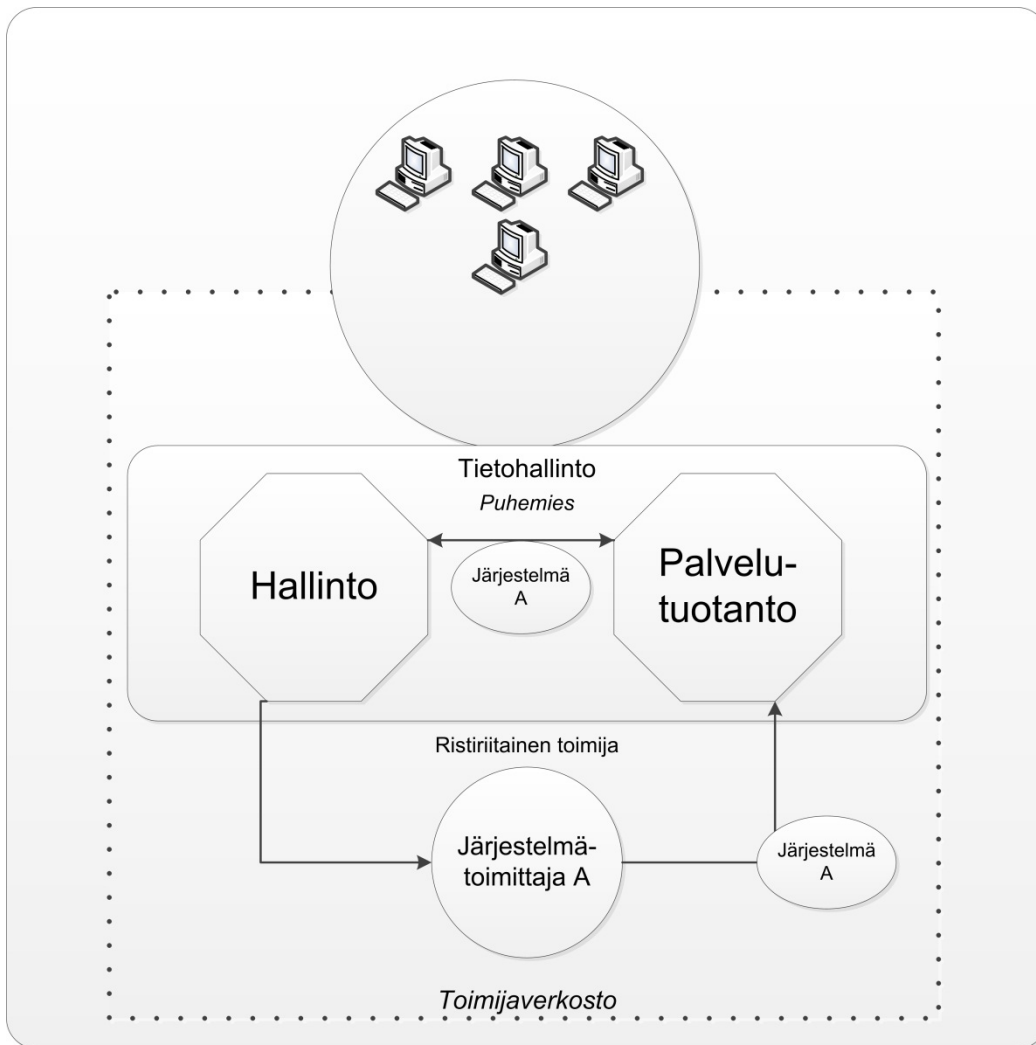 Tietohallinto
Puhemies
Hallinto
Järjestelmä
A
Palvelu-
tuotanto
Ristiriitainen toimija
Järjestelmä-
toimittaja A
Järjestelmä
A
Toimijaverkosto